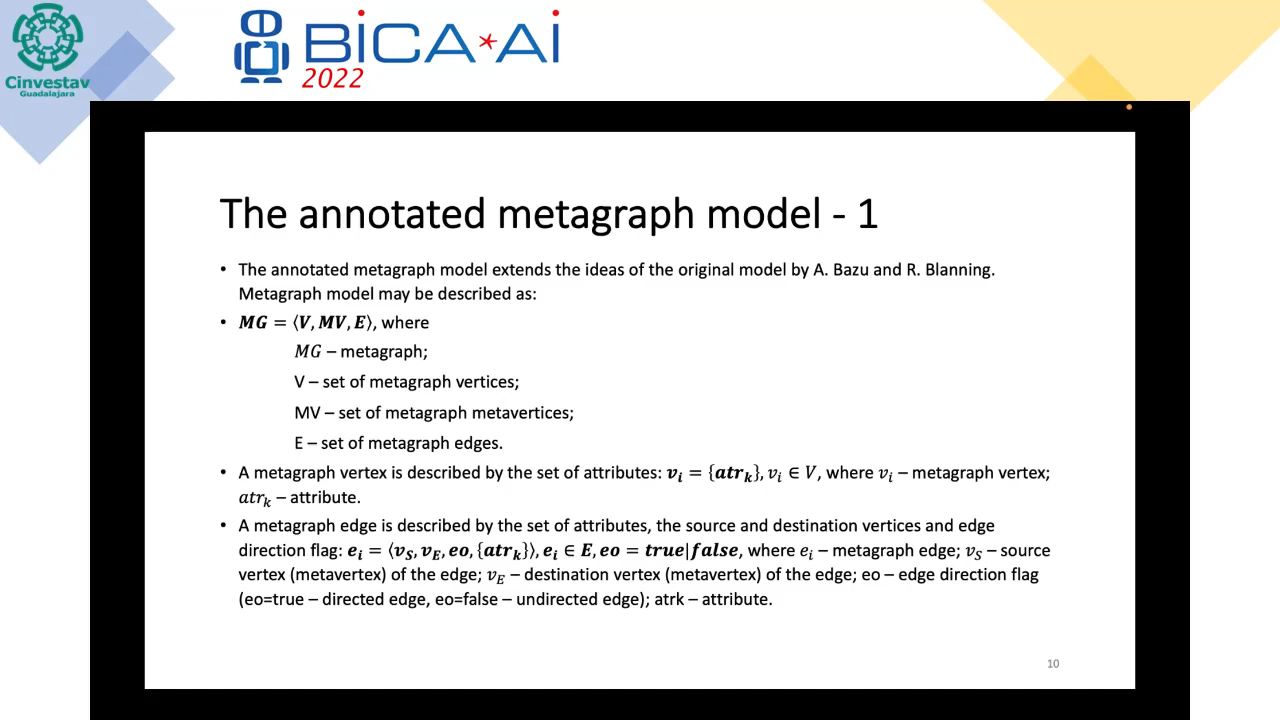 Cinvestav
Guadalajara
BiCA*Ai
2022
The annotated metagraph model - 1
• The annotated metagraph model extends the ideas of the original model by A. Bazu and R. Blanning.
Metagraph model may be described as:
• MG = ⟨V, MV, E⟩, where
MG – metagraph;
V – set of metagraph vertices;
MV – set of metagraph metavertices;
E – set of metagraph edges.
• A metagraph vertex is described by the set of attributes: vᵢ = {atrₖ}, vᵢ ∈ V, where vᵢ – metagraph vertex;
atrₖ – attribute.
• A metagraph edge is described by the set of attributes, the source and destination vertices and edge
direction flag: eᵢ = ⟨v_S, v_E, eo, {atrₖ}⟩, eᵢ ∈ E, eo = true|false, where eᵢ – metagraph edge; v_S – source
vertex (metavertex) of the edge; v_E – destination vertex (metavertex) of the edge; eo – edge direction flag
(eo=true – directed edge, eo=false – undirected edge); atrk – attribute.
10